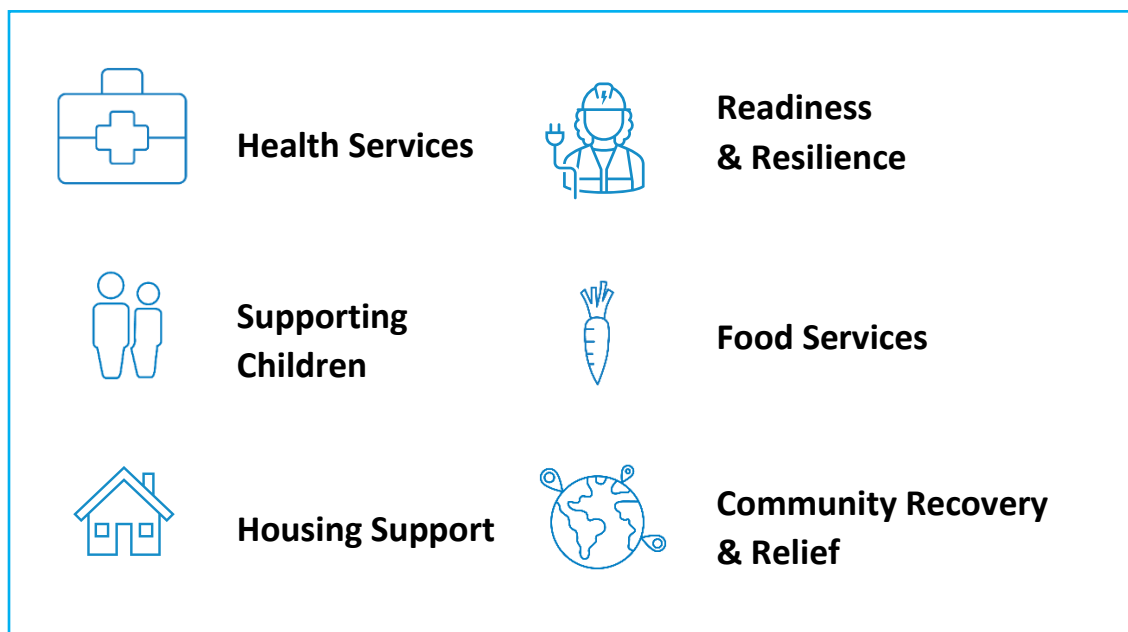 Health Services
Readiness
& Resilience
Supporting
Children
Food Services
Housing Support
Community Recovery
& Relief